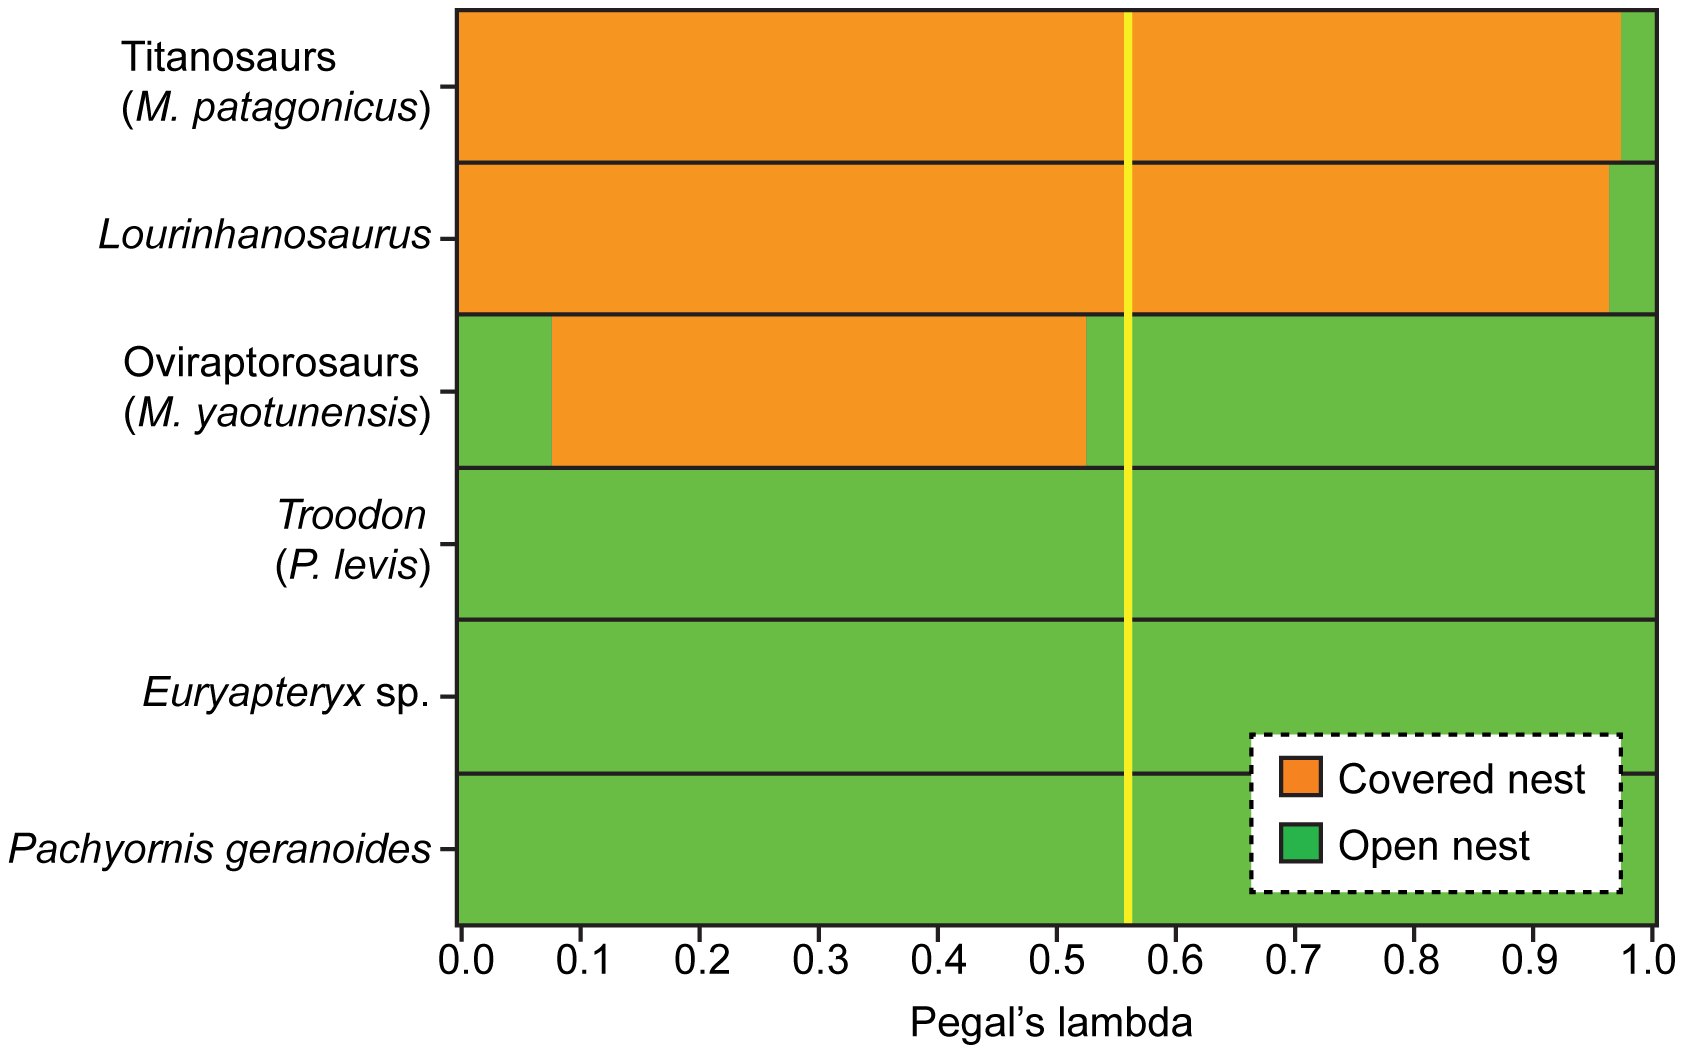 Titanosaurs
(M. patagonicus)
Lourinhanosaurus
Oviraptorosaurs
(M. yaotunensis)
Troodon
(P. levis)
Euryapteryx sp.
Pachyornis geranoides
Covered nest
Open nest
0.0 0.1 0.2 0.3 0.4 0.5 0.6 0.7 0.8 0.9 1.0
Pegal's lambda